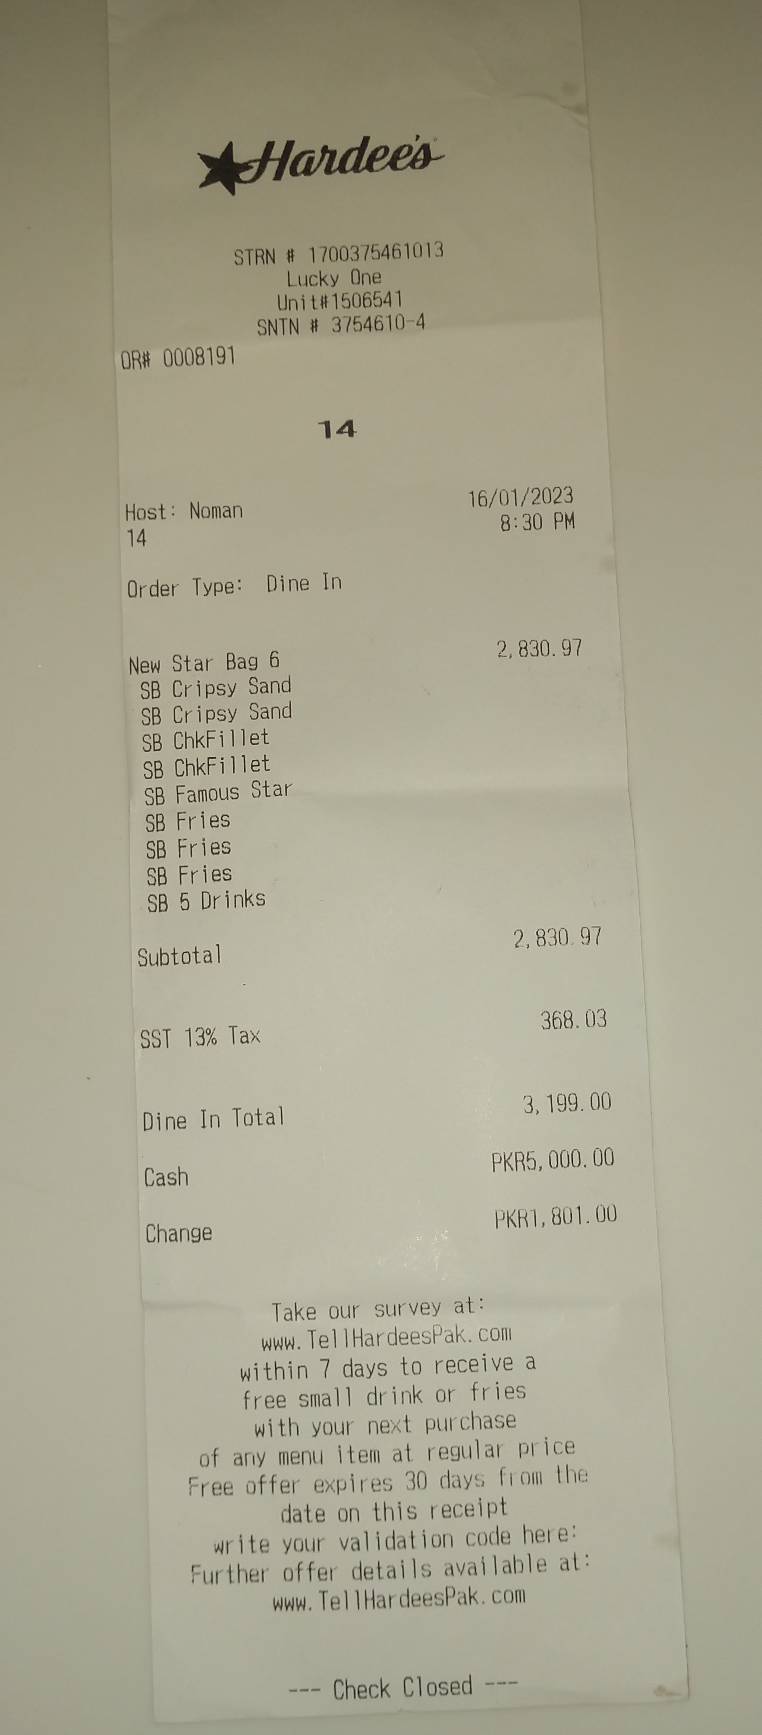 Hardee's
STRN # 1700375461013
Lucky One
Unit#1506541
SNTN # 3754610-4
OR# 0008191
14
Host: Noman 16/01/2023
14 8:30 PM
Order Type: Dine In
New Star Bag 6 2,830.97
SB Cripsy Sand
SB Cripsy Sand
SB ChkFillet
SB ChkFillet
SB Famous Star
SB Fries
SB Fries
SB Fries
SB 5 Drinks
Subtotal 2,830.97
SST 13% Tax 368.03
Dine In Total 3,199.00
Cash PKR5,000.00
Change PKR1,801.00
Take our survey at:
www.TellHardeesPak.com
within 7 days to receive a
free small drink or fries
with your next purchase
of any menu item at regular price
Free offer expires 30 days from the
date on this receipt
write your validation code here:
Further offer details available at:
www.TellHardeesPak.com
--- Check Closed ---